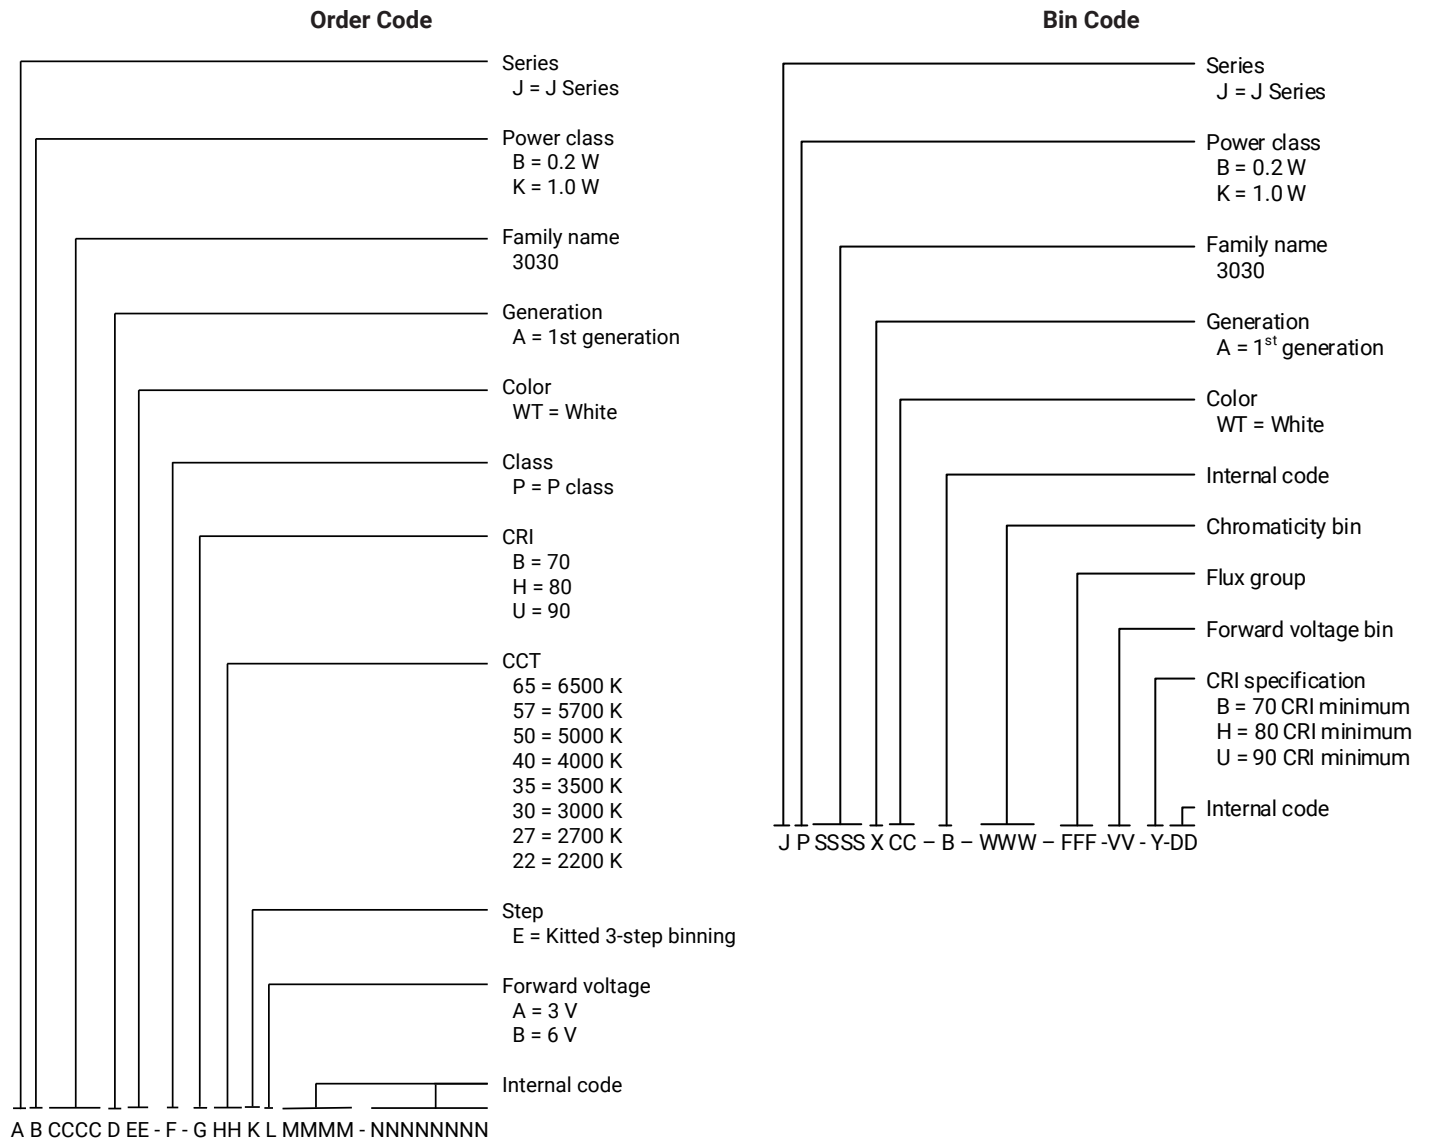 Order Code
Series
J = J Series
Power class
B = 0.2 W
K = 1.0 W
Family name
3030
Generation
A = 1st generation
Color
WT = White
Class
P = P class
CRI
B = 70
H = 80
U = 90
CCT
65 = 6500 K
57 = 5700 K
50 = 5000 K
40 = 4000 K
35 = 3500 K
30 = 3000 K
27 = 2700 K
22 = 2200 K
Step
E = Kitted 3-step binning
Forward voltage
A = 3 V
B = 6 V
Internal code
A B CCCC D EE - F - G HH K L MMMM - NNNNNNNN
Bin Code
Series
J = J Series
Power class
B = 0.2 W
K = 1.0 W
Family name
3030
Generation
A = 1st generation
Color
WT = White
Internal code
Chromaticity bin
Flux group
Forward voltage bin
CRI specification
B = 70 CRI minimum
H = 80 CRI minimum
U = 90 CRI minimum
Internal code
J P SSSS X CC – B – WWW – FFF -VV - Y-DD